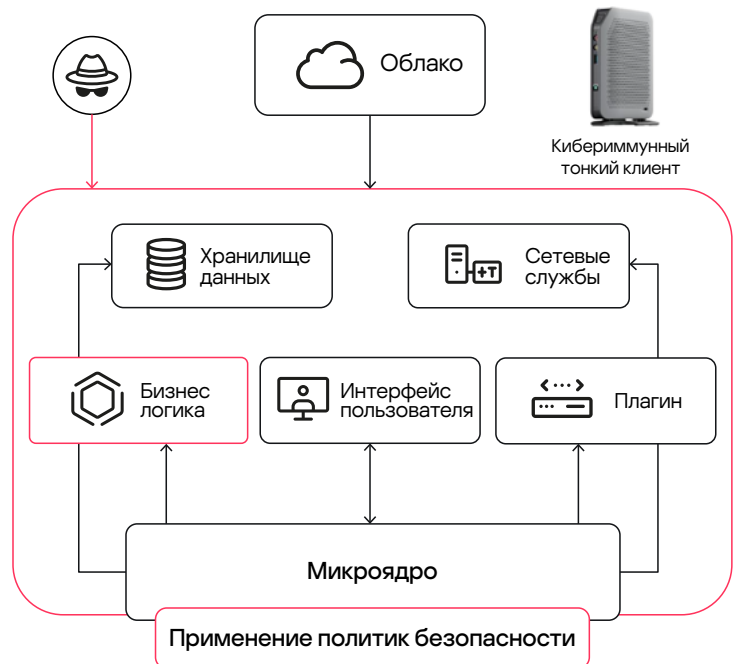 Облако
Кибериммунный
тонкий клиент
Хранилище
данных
+T
Сетевые
службы
Бизнес
логика
Интерфейс
пользователя
Плагин
Микроядро
Применение политик безопасности